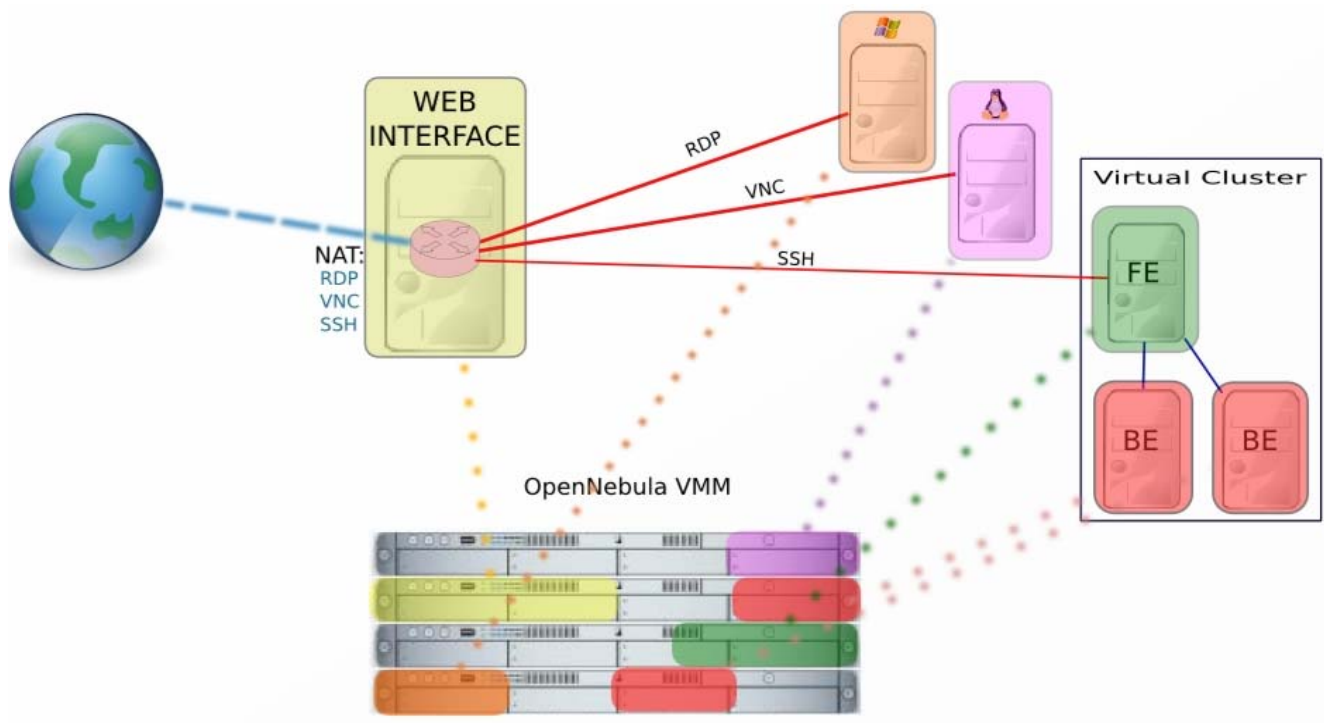 WEB
INTERFACE
NAT:
RDP
VNC
SSH
RDP
VNC
SSH
Virtual Cluster
FE
BE
BE
OpenNebula VMM